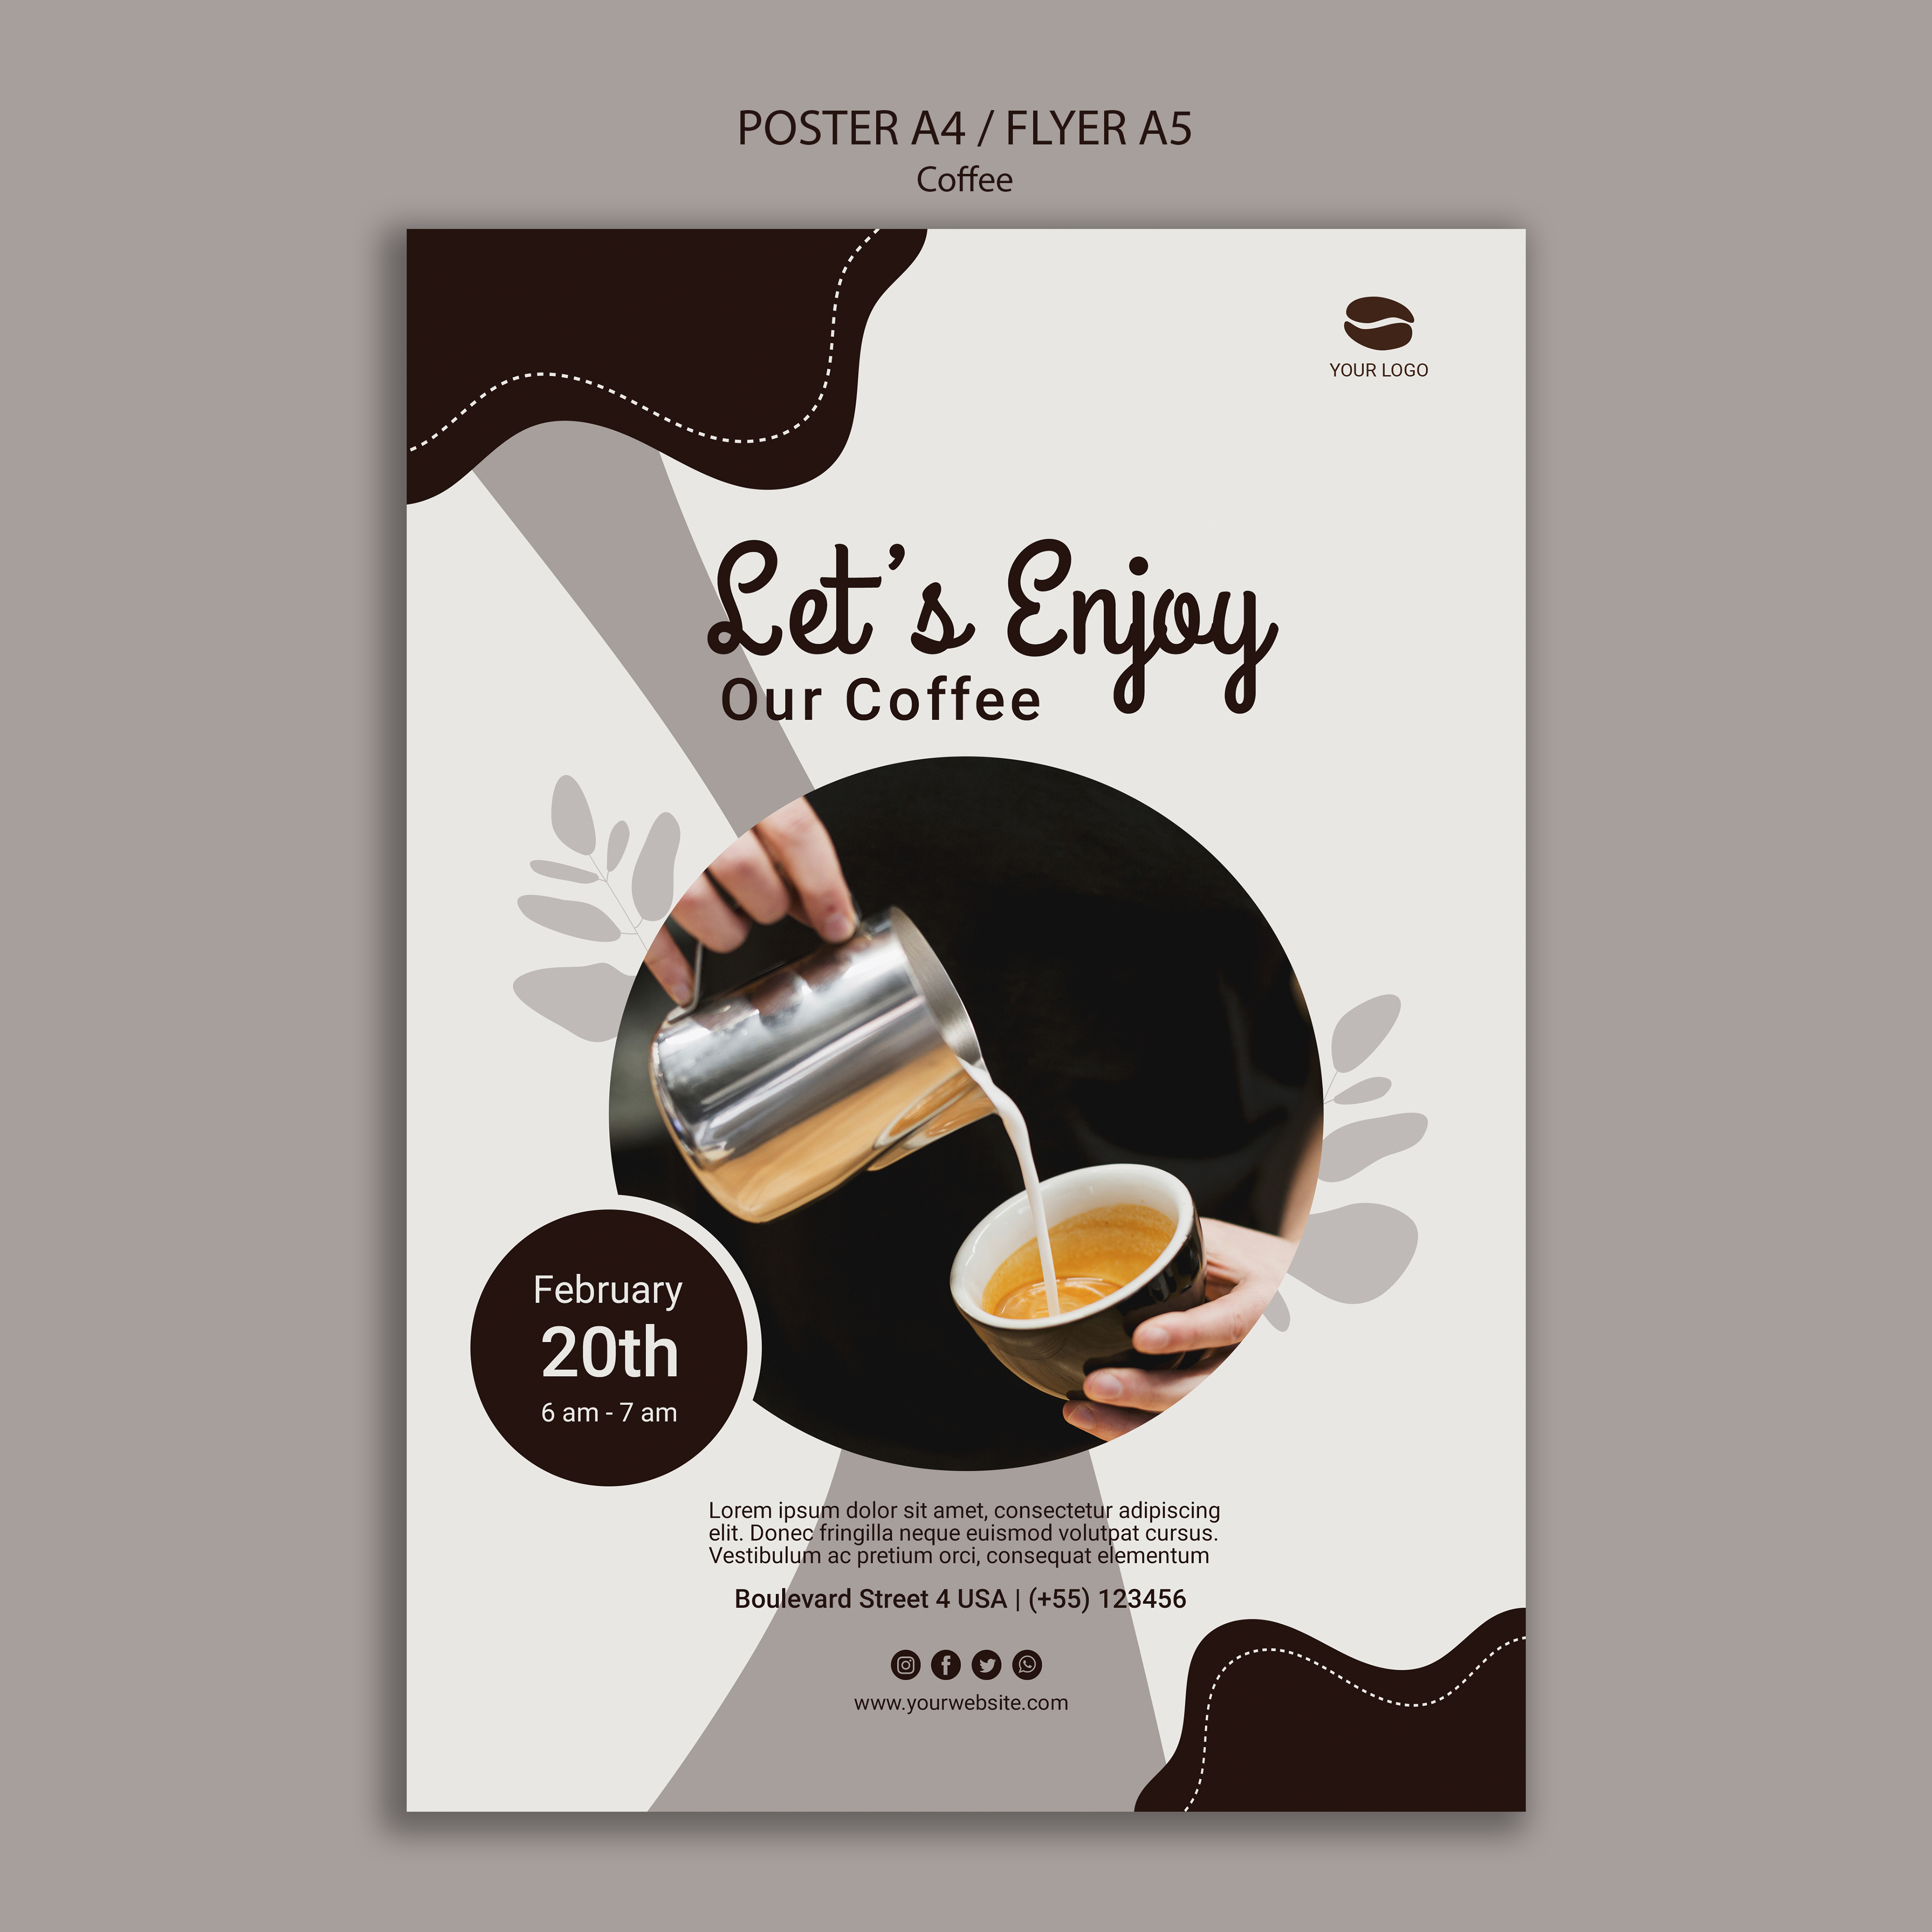 POSTER A4 / FLYER A5
Coffee
YOUR LOGO
Let's Enjoy
Our Coffee
February
20th
6 am - 7 am
Lorem ipsum dolor sit amet, consectetur adipiscing
elit. Donec fringilla neque euismod volutpat cursus.
Vestibulum ac pretium orci, consequat elementum
Boulevard Street 4 USA | (+55) 123456
www.yourwebsite.com